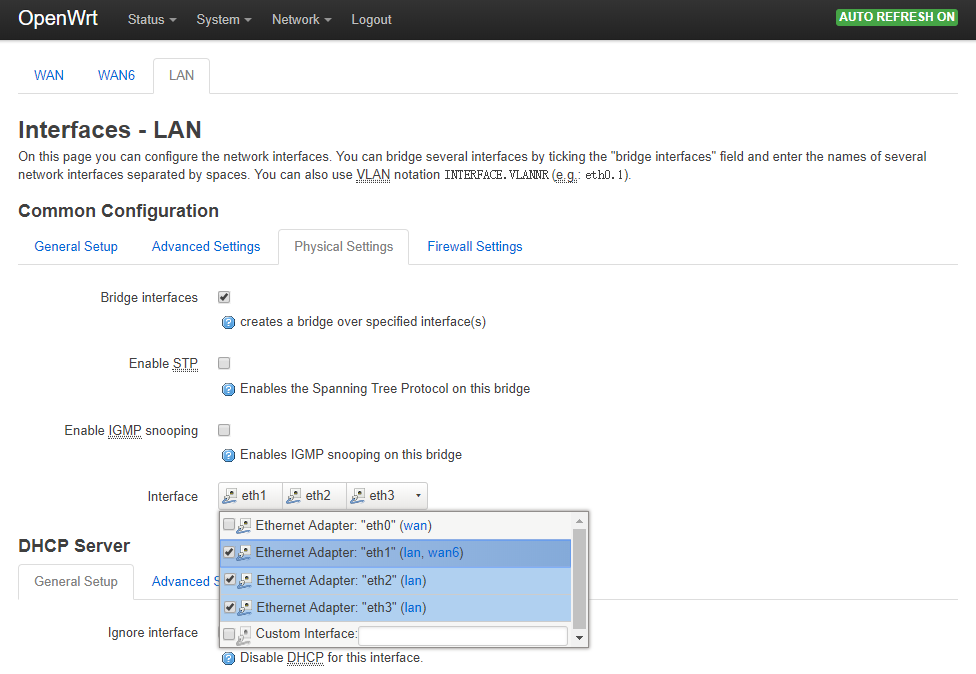 OpenWrt Status System Network Logout AUTO REFRESH ON
WAN WAN6 LAN
Interfaces - LAN
On this page you can configure the network interfaces. You can bridge several interfaces by ticking the "bridge interfaces" field and enter the names of several
network interfaces separated by spaces. You can also use VLAN notation INTERFACE.VLANNR (e.g.: eth0.1).
Common Configuration
General Setup Advanced Settings Physical Settings Firewall Settings
Bridge interfaces
creates a bridge over specified interface(s)
Enable STP
Enables the Spanning Tree Protocol on this bridge
Enable IGMP snooping
Enables IGMP snooping on this bridge
Interface eth1 eth2 eth3
Ethernet Adapter: "eth0" (wan)
Ethernet Adapter: "eth1" (lan, wan6)
Ethernet Adapter: "eth2" (lan)
Ethernet Adapter: "eth3" (lan)
Custom Interface:
DHCP Server
General Setup Advanced S
Ignore interface
Disable DHCP for this interface.